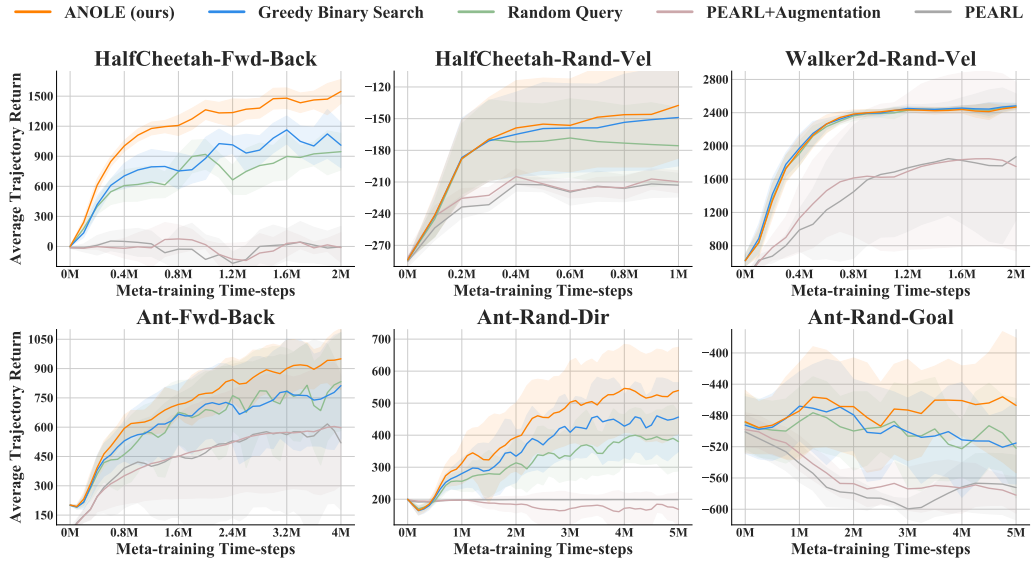 ANOLE (ours) Greedy Binary Search Random Query PEARL+Augmentation PEARL
HalfCheetah-Fwd-Back HalfCheetah-Rand-Vel Walker2d-Rand-Vel
Average Trajectory Return
1500
1200
900
600
300
0
0M 0.4M 0.8M 1.2M 1.6M 2M
Meta-training Time-steps
−120
−150
−180
−210
−240
−270
0M 0.2M 0.4M 0.6M 0.8M 1M
Meta-training Time-steps
2800
2400
2000
1600
1200
800
0M 0.4M 0.8M 1.2M 1.6M 2M
Meta-training Time-steps
Ant-Fwd-Back Ant-Rand-Dir Ant-Rand-Goal
Average Trajectory Return
1050
900
750
600
450
300
150
0M 0.8M 1.6M 2.4M 3.2M 4M
Meta-training Time-steps
700
600
500
400
300
200
0M 1M 2M 3M 4M 5M
Meta-training Time-steps
−400
−440
−480
−520
−560
−600
0M 1M 2M 3M 4M 5M
Meta-training Time-steps